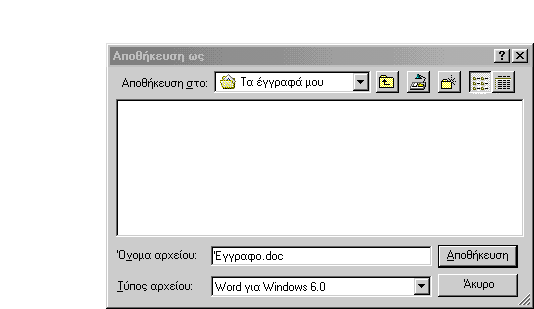 Αποθήκευση ως
Αποθήκευση στο: Τα έγγραφά μου
Όνομα αρχείου: Έγγραφο.doc Αποθήκευση
Τύπος αρχείου: Word για Windows 6.0 Άκυρο